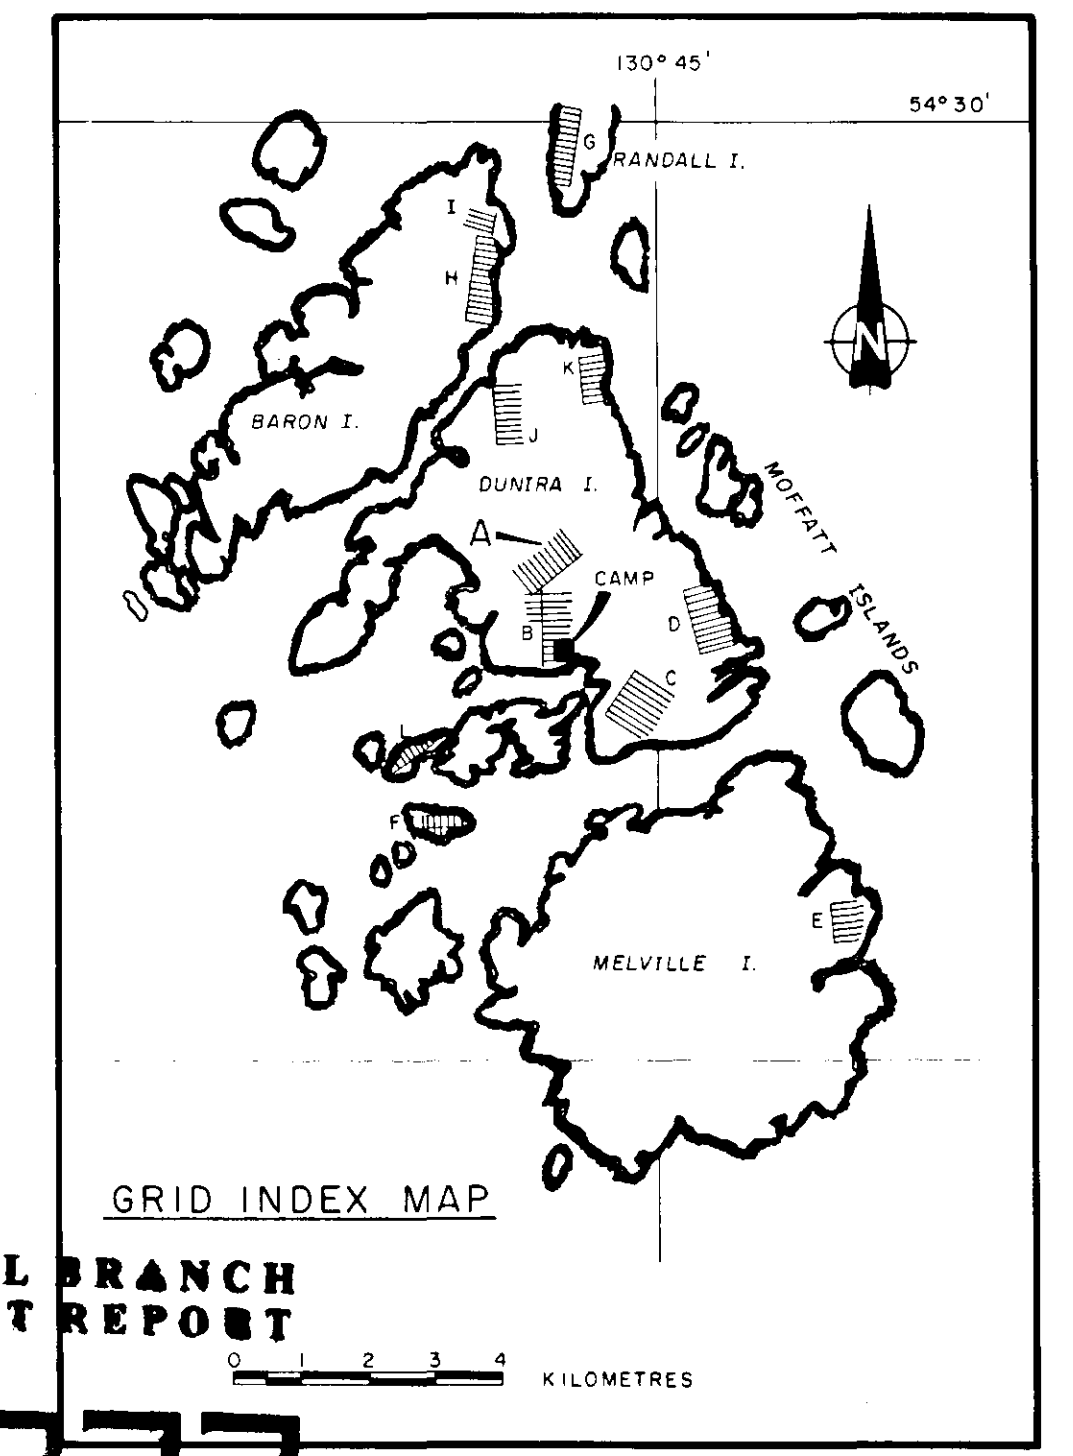 130° 45'
54° 30'
G
RANDALL I.
I
H
N
K
BARON I.
J
DUNIRA I.
MOFFATT ISLANDS
A
CAMP
B
D
C
L
F
E
MELVILLE I.
GRID INDEX MAP
L BRANCH
T REPORT
0 1 2 3 4
KILOMETRES